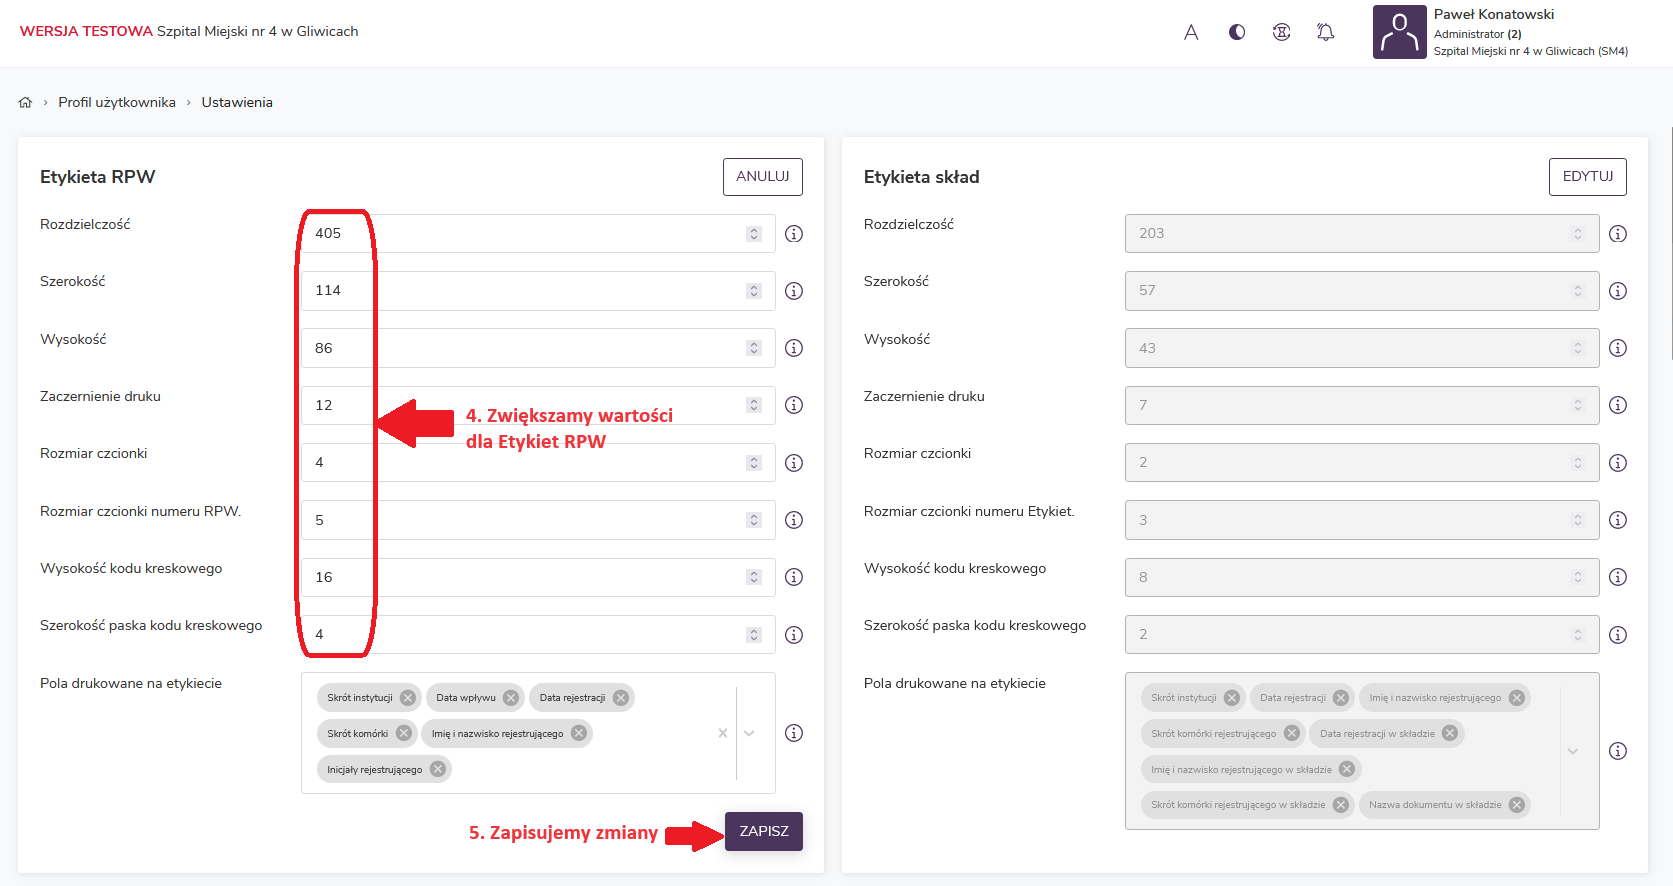 WERSJA TESTOWA Szpital Miejski nr 4 w Gliwicach
A
Paweł Konatowski
Administrator (2)
Szpital Miejski nr 4 w Gliwicach (SM4)
Profil użytkownika › Ustawienia
Etykieta RPW
ANULUJ
Rozdzielczość
405
Szerokość
114
Wysokość
86
Zaczernienie druku
12
4. Zwiększamy wartości
dla Etykiet RPW
Rozmiar czcionki
4
Rozmiar czcionki numeru RPW.
5
Wysokość kodu kreskowego
16
Szerokość paska kodu kreskowego
4
Pola drukowane na etykiecie
Skrót instytucji
Data wpływu
Data rejestracji
Skrót komórki
Imię i nazwisko rejestrującego
Inicjały rejestrującego
5. Zapisujemy zmiany
ZAPISZ
Etykieta skład
EDYTUJ
Rozdzielczość
203
Szerokość
57
Wysokość
43
Zaczernienie druku
7
Rozmiar czcionki
2
Rozmiar czcionki numeru Etykiet.
3
Wysokość kodu kreskowego
8
Szerokość paska kodu kreskowego
2
Pola drukowane na etykiecie
Skrót instytucji
Data rejestracji
Imię i nazwisko rejestrującego
Skrót komórki rejestrującego
Data rejestracji w składzie
Imię i nazwisko rejestrującego w składzie
Skrót komórki rejestrującego w składzie
Nazwa dokumentu w składzie